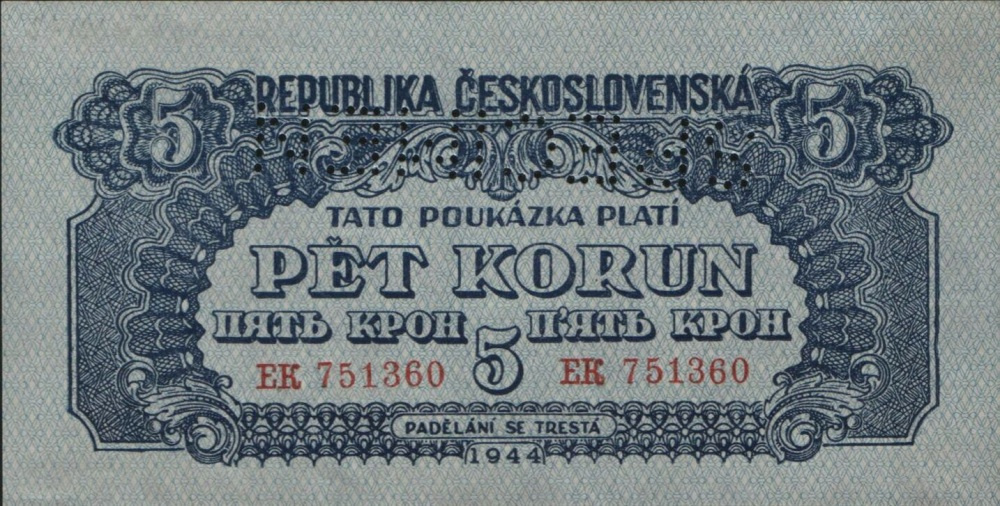 5 REPUBLIKA ČESKOSLOVENSKÁ 5
TATO POUKÁZKA PLATÍ
PĚT KORUN
ПЯТЬ КРОН 5 П'ЯТЬ КРОН
EK 751360 EK 751360
PADĚLÁNÍ SE TRESTÁ
1944